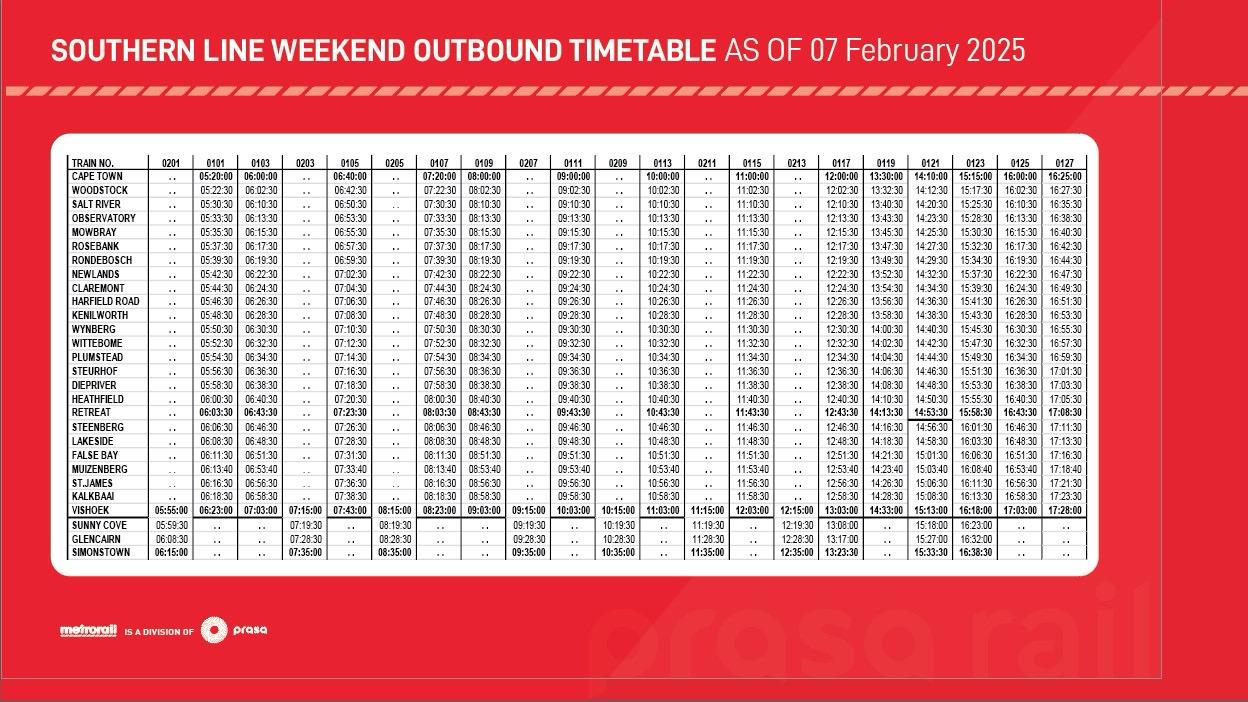 SOUTHERN LINE WEEKEND OUTBOUND TIMETABLE AS OF 07 February 2025
TRAIN NO. 0201 0101 0103 0203 0105 0205 0107 0109 0207 0111 0209 0113 0211 0115 0213 0117 0119 0121 0123 0125 0127
CAPE TOWN .. 05:20:00 06:00:00 .. 06:40:00 .. 07:20:00 08:00:00 .. 09:00:00 .. 10:00:00 .. 11:00:00 .. 12:00:00 13:30:00 14:10:00 15:15:00 16:00:00 16:25:00
WOODSTOCK .. 05:22:30 06:02:30 .. 06:42:30 .. 07:22:30 08:02:30 .. 09:02:30 .. 10:02:30 .. 11:02:30 .. 12:02:30 13:32:30 14:12:30 15:17:30 16:02:30 16:27:30
SALT RIVER .. 05:30:30 06:10:30 .. 06:50:30 .. 07:30:30 08:10:30 .. 09:10:30 .. 10:10:30 .. 11:10:30 .. 12:10:30 13:40:30 14:20:30 15:25:30 16:10:30 16:35:30
OBSERVATORY .. 05:33:30 06:13:30 .. 06:53:30 .. 07:33:30 08:13:30 .. 09:13:30 .. 10:13:30 .. 11:13:30 .. 12:13:30 13:43:30 14:23:30 15:28:30 16:13:30 16:38:30
MOWBRAY .. 05:35:30 06:15:30 .. 06:55:30 .. 07:35:30 08:15:30 .. 09:15:30 .. 10:15:30 .. 11:15:30 .. 12:15:30 13:45:30 14:25:30 15:30:30 16:15:30 16:40:30
ROSEBANK .. 05:37:30 06:17:30 .. 06:57:30 .. 07:37:30 08:17:30 .. 09:17:30 .. 10:17:30 .. 11:17:30 .. 12:17:30 13:47:30 14:27:30 15:32:30 16:17:30 16:42:30
RONDEBOSCH .. 05:39:30 06:19:30 .. 06:59:30 .. 07:39:30 08:19:30 .. 09:19:30 .. 10:19:30 .. 11:19:30 .. 12:19:30 13:49:30 14:29:30 15:34:30 16:19:30 16:44:30
NEWLANDS .. 05:42:30 06:22:30 .. 07:02:30 .. 07:42:30 08:22:30 .. 09:22:30 .. 10:22:30 .. 11:22:30 .. 12:22:30 13:52:30 14:32:30 15:37:30 16:22:30 16:47:30
CLAREMONT .. 05:44:30 06:24:30 .. 07:04:30 .. 07:44:30 08:24:30 .. 09:24:30 .. 10:24:30 .. 11:24:30 .. 12:24:30 13:54:30 14:34:30 15:39:30 16:24:30 16:49:30
HARFIELD ROAD .. 05:46:30 06:26:30 .. 07:06:30 .. 07:46:30 08:26:30 .. 09:26:30 .. 10:26:30 .. 11:26:30 .. 12:26:30 13:56:30 14:36:30 15:41:30 16:26:30 16:51:30
KENILWORTH .. 05:48:30 06:28:30 .. 07:08:30 .. 07:48:30 08:28:30 .. 09:28:30 .. 10:28:30 .. 11:28:30 .. 12:28:30 13:58:30 14:38:30 15:43:30 16:28:30 16:53:30
WYNBERG .. 05:50:30 06:30:30 .. 07:10:30 .. 07:50:30 08:30:30 .. 09:30:30 .. 10:30:30 .. 11:30:30 .. 12:30:30 14:00:30 14:40:30 15:45:30 16:30:30 16:55:30
WITTEBOME .. 05:52:30 06:32:30 .. 07:12:30 .. 07:52:30 08:32:30 .. 09:32:30 .. 10:32:30 .. 11:32:30 .. 12:32:30 14:02:30 14:42:30 15:47:30 16:32:30 16:57:30
PLUMSTEAD .. 05:54:30 06:34:30 .. 07:14:30 .. 07:54:30 08:34:30 .. 09:34:30 .. 10:34:30 .. 11:34:30 .. 12:34:30 14:04:30 14:44:30 15:49:30 16:34:30 16:59:30
STEURHOF .. 05:56:30 06:36:30 .. 07:16:30 .. 07:56:30 08:36:30 .. 09:36:30 .. 10:36:30 .. 11:36:30 .. 12:36:30 14:06:30 14:46:30 15:51:30 16:36:30 17:01:30
DIEPRIVER .. 05:58:30 06:38:30 .. 07:18:30 .. 07:58:30 08:38:30 .. 09:38:30 .. 10:38:30 .. 11:38:30 .. 12:38:30 14:08:30 14:48:30 15:53:30 16:38:30 17:03:30
HEATHFIELD .. 06:00:30 06:40:30 .. 07:20:30 .. 08:00:30 08:40:30 .. 09:40:30 .. 10:40:30 .. 11:40:30 .. 12:40:30 14:10:30 14:50:30 15:55:30 16:40:30 17:05:30
RETREAT .. 06:03:30 06:43:30 .. 07:23:30 .. 08:03:30 08:43:30 .. 09:43:30 .. 10:43:30 .. 11:43:30 .. 12:43:30 14:13:30 14:53:30 15:58:30 16:43:30 17:08:30
STEENBERG .. 06:06:30 06:46:30 .. 07:26:30 .. 08:06:30 08:46:30 .. 09:46:30 .. 10:46:30 .. 11:46:30 .. 12:46:30 14:16:30 14:56:30 16:01:30 16:46:30 17:11:30
LAKESIDE .. 06:08:30 06:48:30 .. 07:28:30 .. 08:08:30 08:48:30 .. 09:48:30 .. 10:48:30 .. 11:48:30 .. 12:48:30 14:18:30 14:58:30 16:03:30 16:48:30 17:13:30
FALSE BAY .. 06:11:30 06:51:30 .. 07:31:30 .. 08:11:30 08:51:30 .. 09:51:30 .. 10:51:30 .. 11:51:30 .. 12:51:30 14:21:30 15:01:30 16:06:30 16:51:30 17:16:30
MUIZENBERG .. 06:13:40 06:53:40 .. 07:33:40 .. 08:13:40 08:53:40 .. 09:53:40 .. 10:53:40 .. 11:53:40 .. 12:53:40 14:23:40 15:03:40 16:08:40 16:53:40 17:18:40
ST.JAMES .. 06:16:30 06:56:30 .. 07:36:30 .. 08:16:30 08:56:30 .. 09:56:30 .. 10:56:30 .. 11:56:30 .. 12:56:30 14:26:30 15:06:30 16:11:30 16:56:30 17:21:30
KALKBAAI .. 06:18:30 06:58:30 .. 07:38:30 .. 08:18:30 08:58:30 .. 09:58:30 .. 10:58:30 .. 11:58:30 .. 12:58:30 14:28:30 15:08:30 16:13:30 16:58:30 17:23:30
VISHOEK 05:55:00 06:23:00 07:03:00 07:15:00 07:43:00 08:15:00 08:23:00 09:03:00 09:15:00 10:03:00 10:15:00 11:03:00 11:15:00 12:03:00 12:15:00 13:03:00 14:33:00 15:13:00 16:18:00 17:03:00 17:28:00
SUNNY COVE 05:59:30 .. .. 07:19:30 .. 08:19:30 .. .. 09:19:30 .. 10:19:30 .. 11:19:30 .. 12:19:30 13:08:00 .. 15:18:00 16:23:00 .. ..
GLENCAIRN 06:08:30 .. .. 07:28:30 .. 08:28:30 .. .. 09:28:30 .. 10:28:30 .. 11:28:30 .. 12:28:30 13:17:00 .. 15:27:00 16:32:00 .. ..
SIMONSTOWN 06:15:00 .. .. 07:35:00 .. 08:35:00 .. .. 09:35:00 .. 10:35:00 .. 11:35:00 .. 12:35:00 13:23:30 .. 15:33:30 16:38:30 .. ..
metrorail IS A DIVISION OF prasa
prasa rail